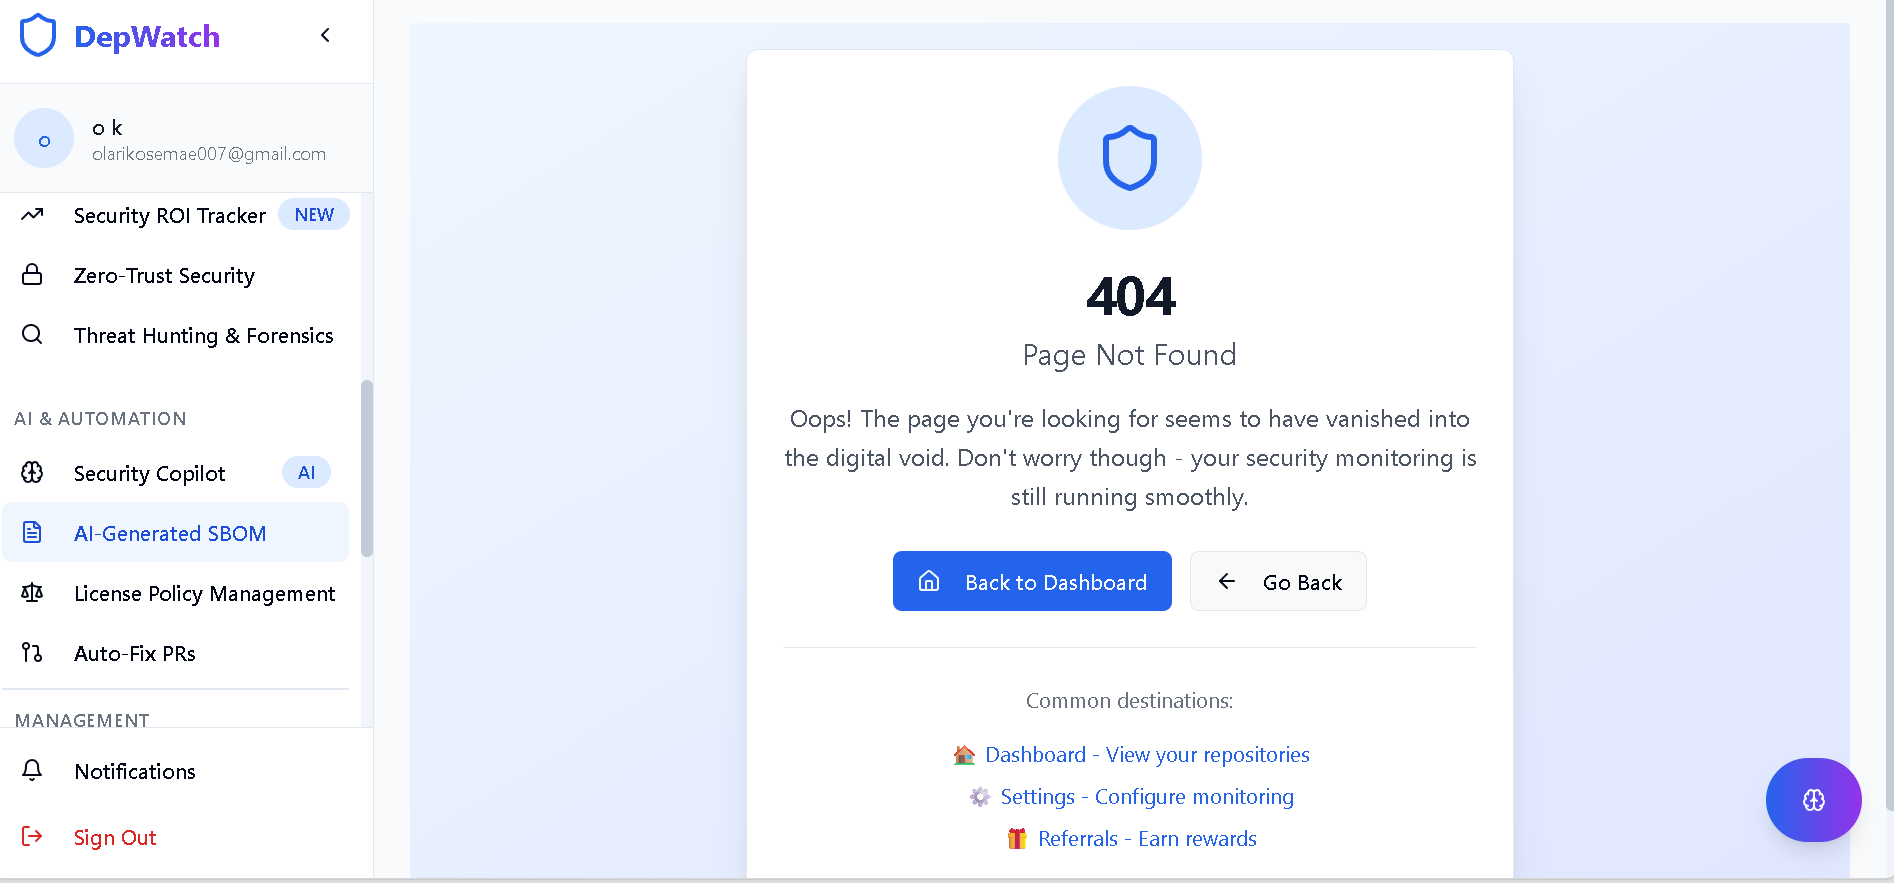 DepWatch
o
o k
olarikosemae007@gmail.com
Security ROI Tracker NEW
Zero-Trust Security
Threat Hunting & Forensics
AI & AUTOMATION
Security Copilot AI
AI-Generated SBOM
License Policy Management
Auto-Fix PRs
MANAGEMENT
Notifications
Sign Out
404
Page Not Found
Oops! The page you're looking for seems to have vanished into
the digital void. Don't worry though - your security monitoring is
still running smoothly.
Back to Dashboard
Go Back
Common destinations:
Dashboard - View your repositories
Settings - Configure monitoring
Referrals - Earn rewards